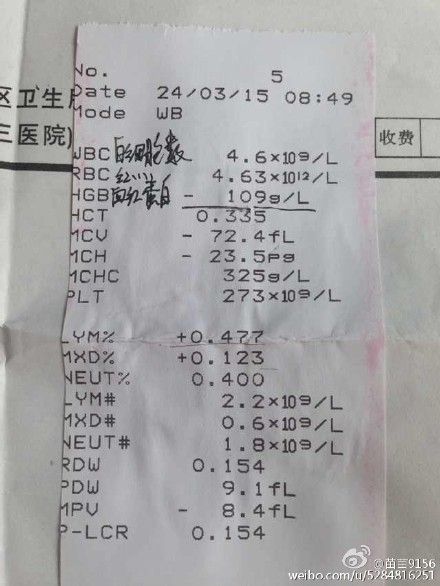 No. 5
区卫生
Date 24/03/15 08:49
Mode WB
三医院)
收费
WBC 白细胞数 4.6×10⁹/L
RBC 红 4.63×10¹²/L
HGB 血红蛋白 - 109g/L
HCT 0.335
MCV - 72.4fL
MCH - 23.5pg
MCHC 325g/L
PLT 273×10⁹/L
LYM% +0.477
MXD% +0.123
NEUT% 0.400
LYM# 2.2×10⁹/L
MXD# 0.6×10⁹/L
NEUT# 1.8×10⁹/L
RDW 0.154
PDW 9.1fL
MPV - 8.4fL
P-LCR 0.154
@苗言9156
weibo.com/u/5284816251